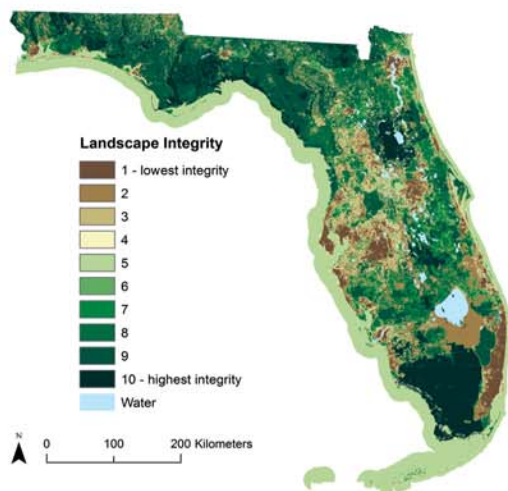 Landscape Integrity
1 - lowest integrity
2
3
4
5
6
7
8
9
10 - highest integrity
Water
N
0 100 200 Kilometers